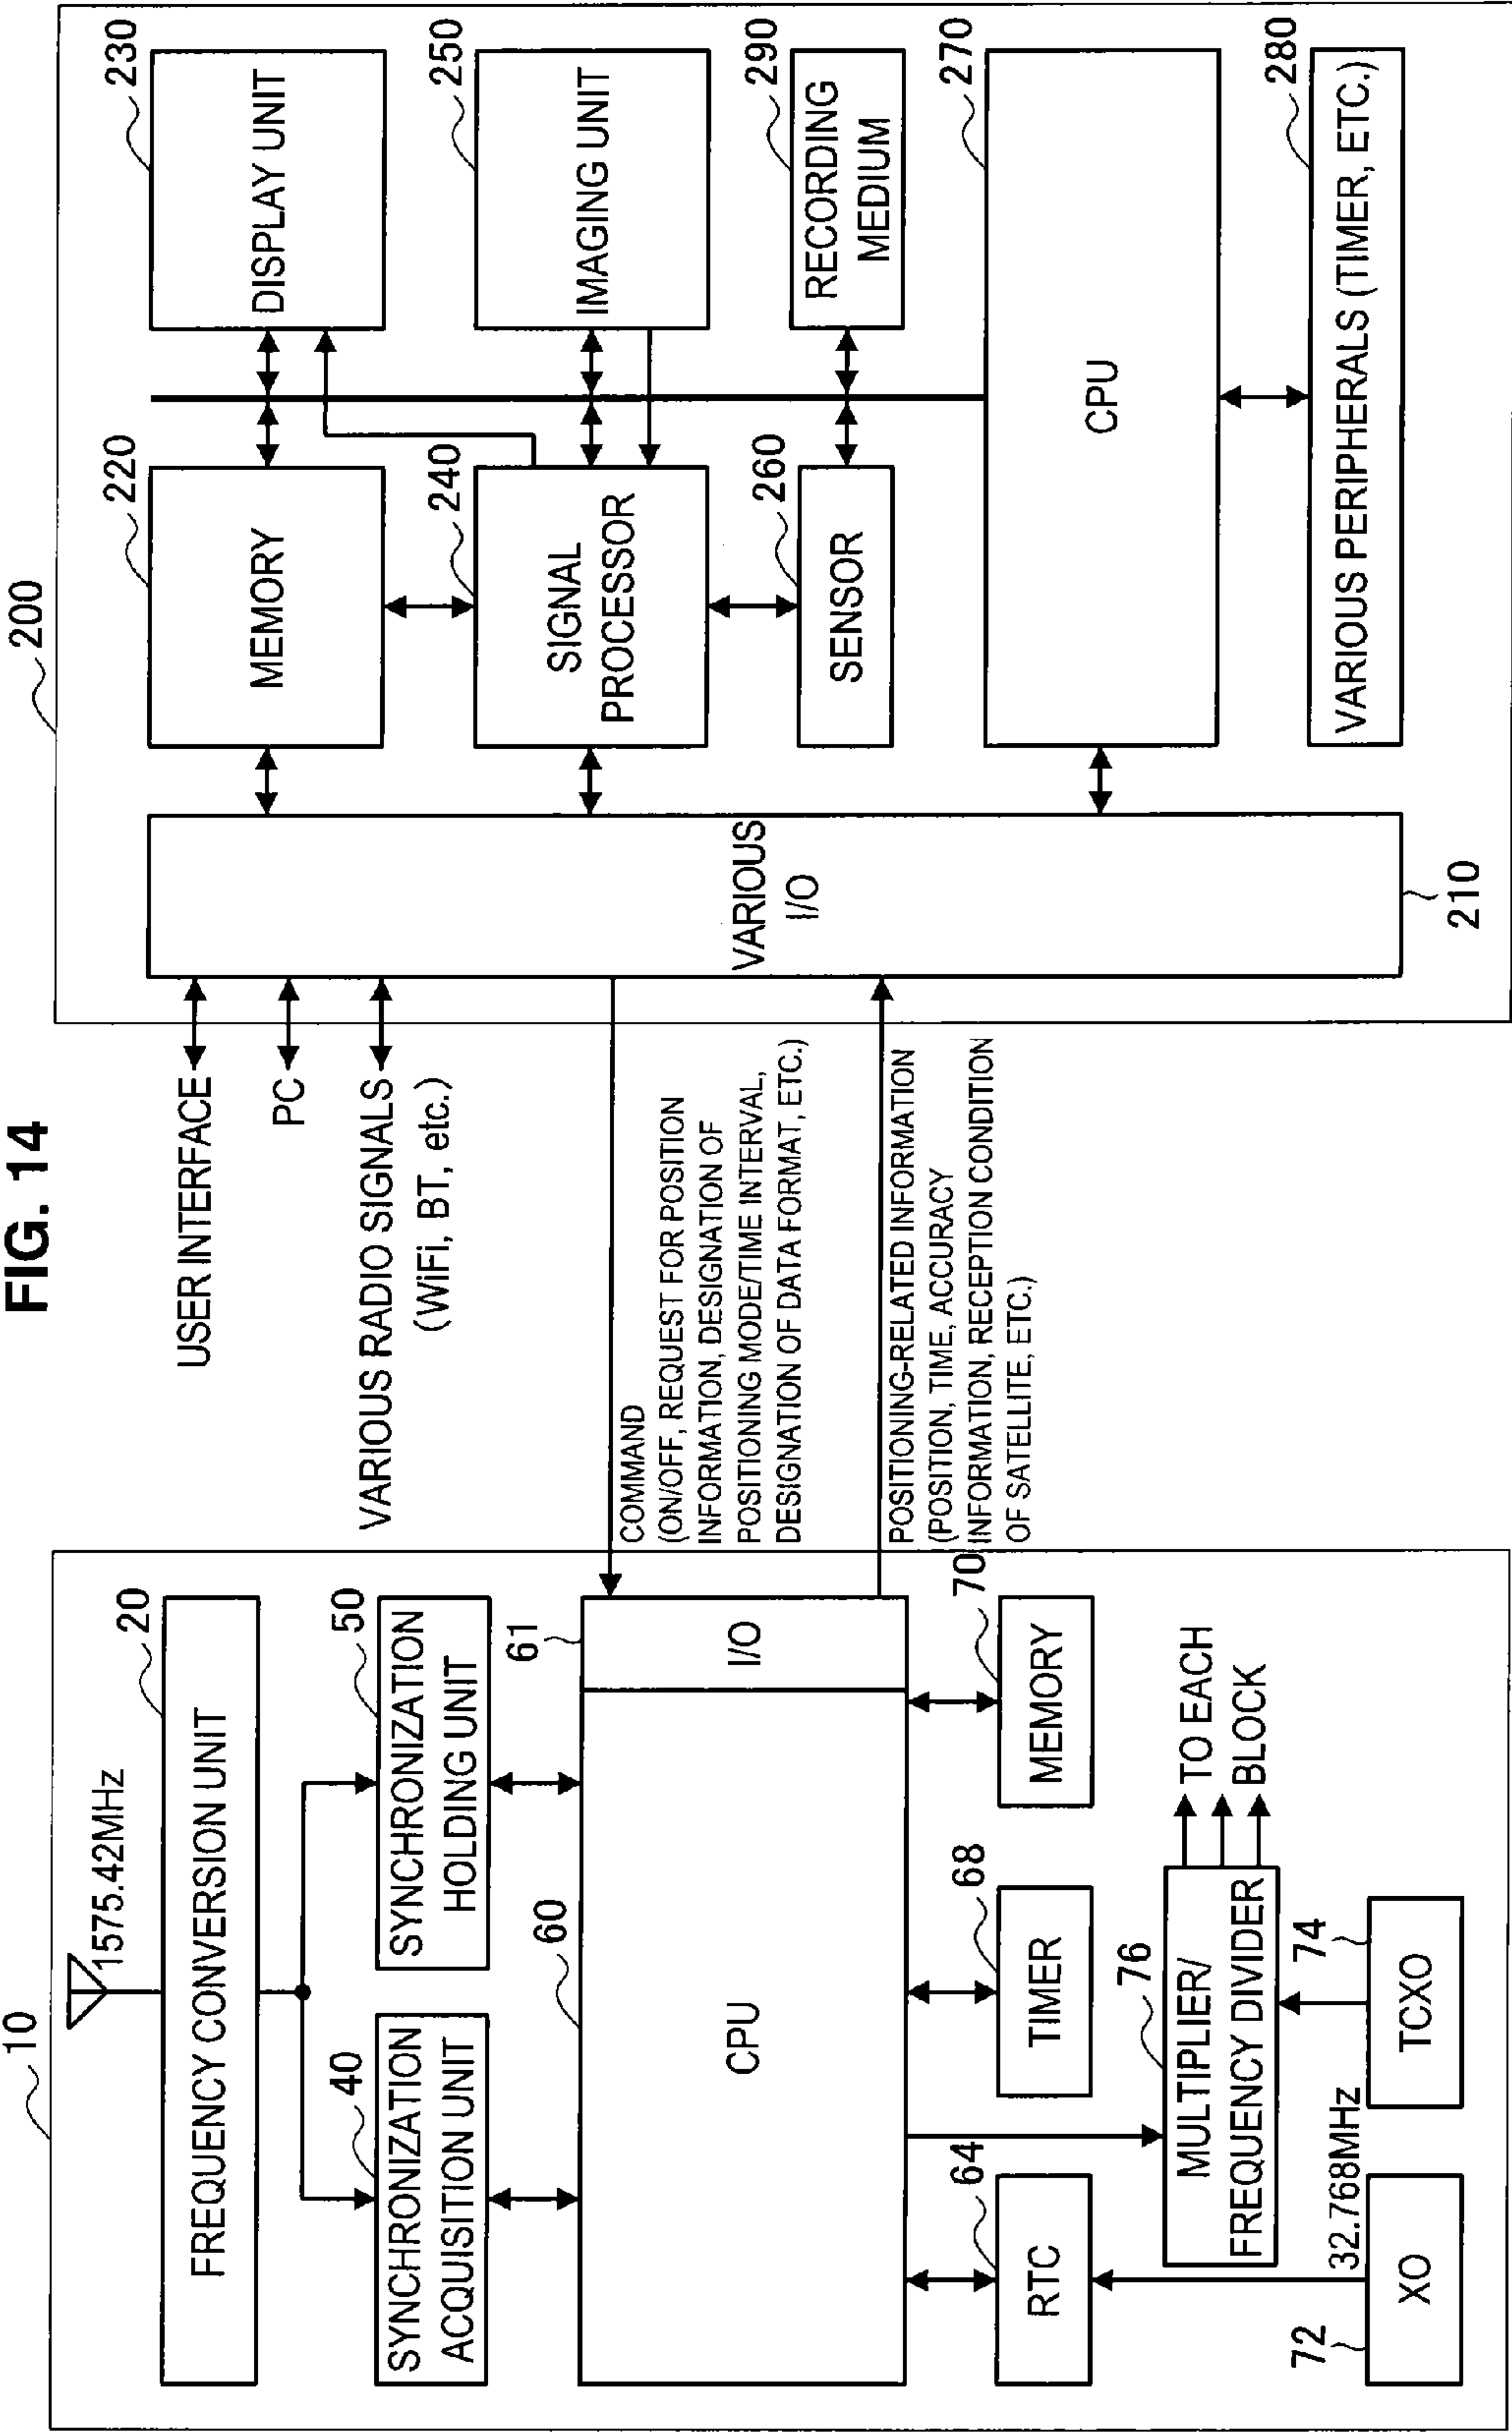 FIG. 14
10
1575.42MHz
20
FREQUENCY CONVERSION UNIT
40
SYNCHRONIZATION
ACQUISITION UNIT
50
SYNCHRONIZATION
HOLDING UNIT
60
CPU
61
I/O
64
RTC
68
TIMER
70
MEMORY
76
MULTIPLIER/
FREQUENCY DIVIDER
TO EACH
BLOCK
72
XO
32.768MHz
74
TCXO
USER INTERFACE
PC
VARIOUS RADIO SIGNALS
(WiFi, BT, etc.)
COMMAND
(ON/OFF, REQUEST FOR POSITION
INFORMATION, DESIGNATION OF
POSITIONING MODE/TIME INTERVAL,
DESIGNATION OF DATA FORMAT, ETC.)
POSITIONING-RELATED INFORMATION
(POSITION, TIME, ACCURACY
INFORMATION, RECEPTION CONDITION
OF SATELLITE, ETC.)
200
VARIOUS
I/O
210
220
MEMORY
230
DISPLAY UNIT
240
SIGNAL
PROCESSOR
250
IMAGING UNIT
260
SENSOR
290
RECORDING
MEDIUM
270
CPU
280
VARIOUS PERIPHERALS (TIMER, ETC.)